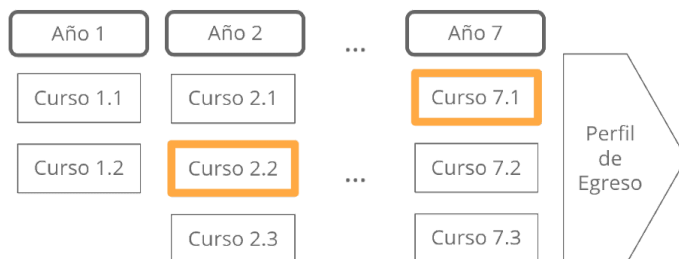 Año 1
Año 2
...
Año 7
Curso 1.1
Curso 2.1
Curso 7.1
Curso 1.2
Curso 2.2
...
Curso 7.2
Curso 2.3
Curso 7.3
Perfil
de
Egreso